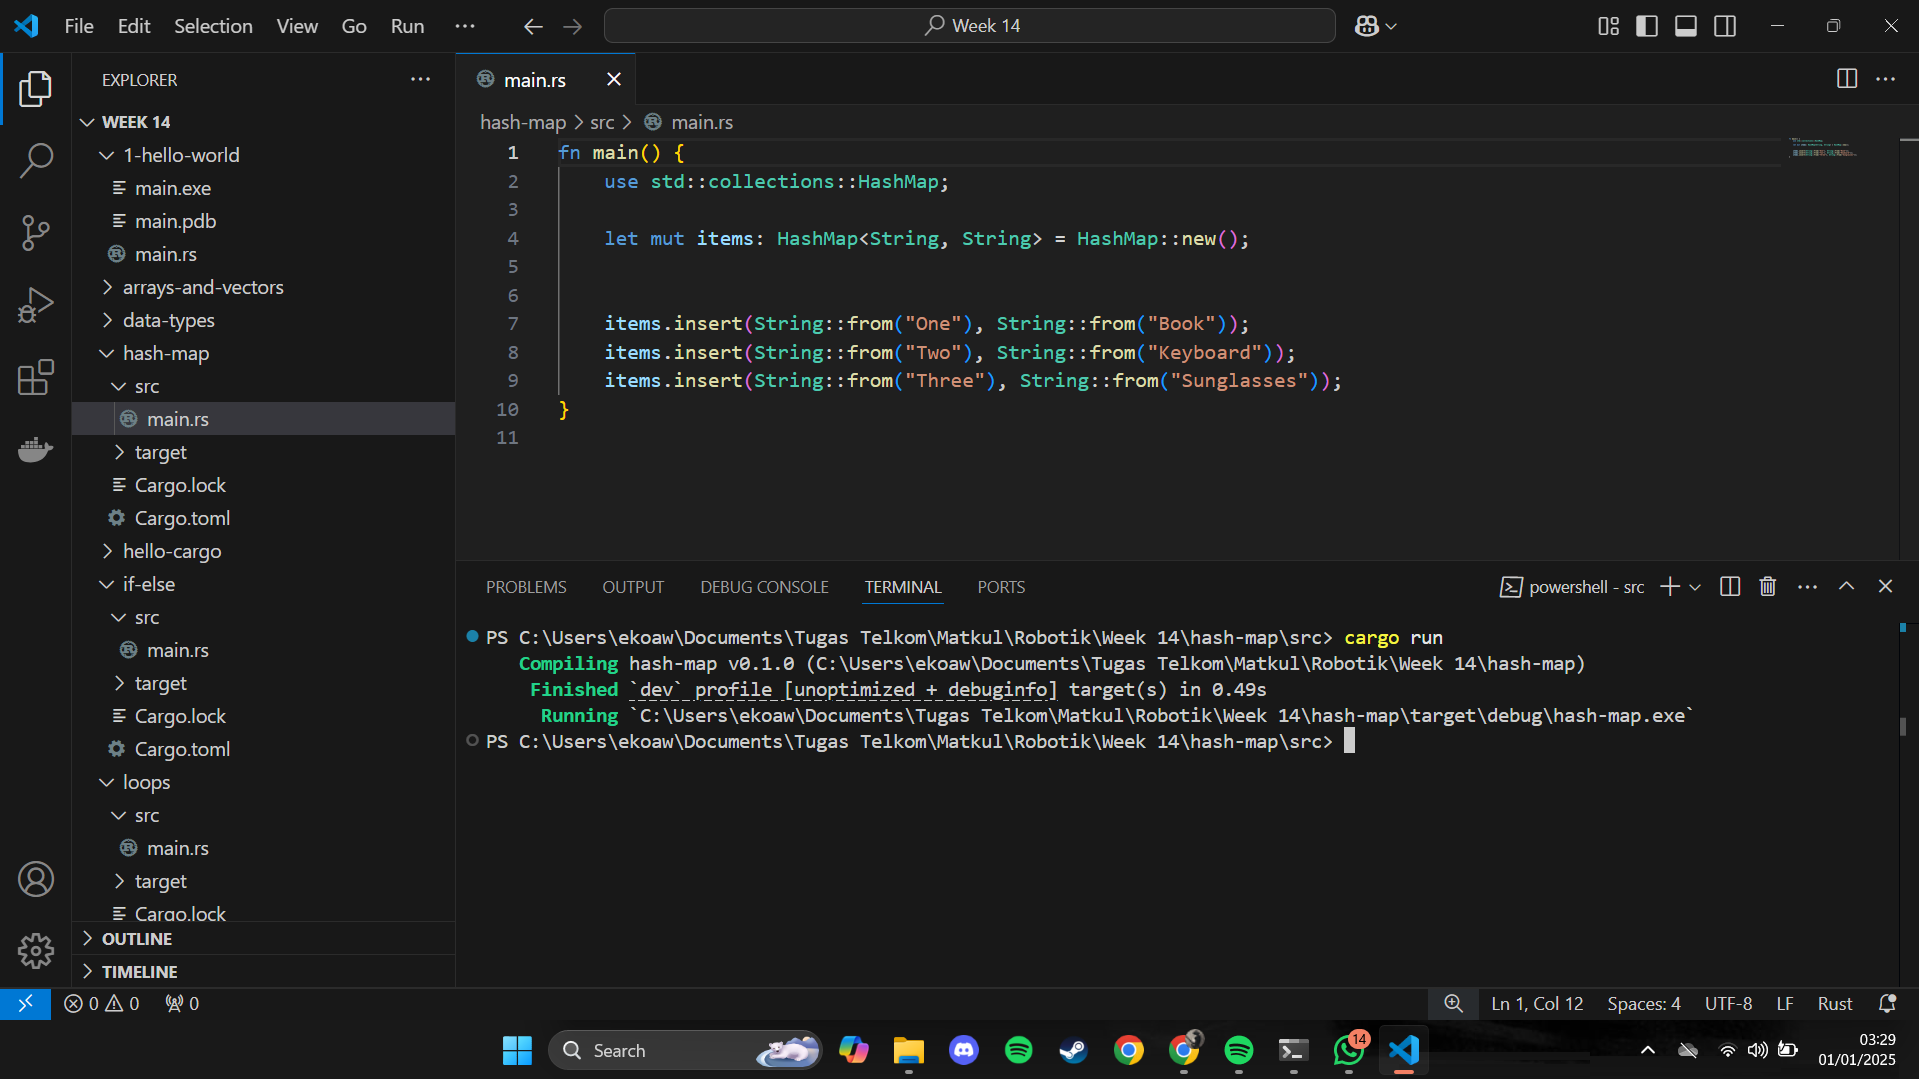 File Edit Selection View Go Run ···
Week 14
EXPLORER
WEEK 14
1-hello-world
main.exe
main.pdb
main.rs
arrays-and-vectors
data-types
hash-map
src
main.rs
target
Cargo.lock
Cargo.toml
hello-cargo
if-else
src
main.rs
target
Cargo.lock
Cargo.toml
loops
src
main.rs
target
Cargo.lock
OUTLINE
TIMELINE
main.rs
hash-map > src > main.rs
1 fn main() {
2     use std::collections::HashMap;
3
4     let mut items: HashMap<String, String> = HashMap::new();
5
6
7     items.insert(String::from("One"), String::from("Book"));
8     items.insert(String::from("Two"), String::from("Keyboard"));
9     items.insert(String::from("Three"), String::from("Sunglasses"));
10 }
11
PROBLEMS OUTPUT DEBUG CONSOLE TERMINAL PORTS
powershell - src
PS C:\Users\ekoaw\Documents\Tugas Telkom\Matkul\Robotik\Week 14\hash-map\src> cargo run
   Compiling hash-map v0.1.0 (C:\Users\ekoaw\Documents\Tugas Telkom\Matkul\Robotik\Week 14\hash-map)
    Finished `dev` profile [unoptimized + debuginfo] target(s) in 0.49s
     Running `C:\Users\ekoaw\Documents\Tugas Telkom\Matkul\Robotik\Week 14\hash-map\target\debug\hash-map.exe`
PS C:\Users\ekoaw\Documents\Tugas Telkom\Matkul\Robotik\Week 14\hash-map\src>
0 0 0
Ln 1, Col 12 Spaces: 4 UTF-8 LF Rust
Search
14
03:29
01/01/2025